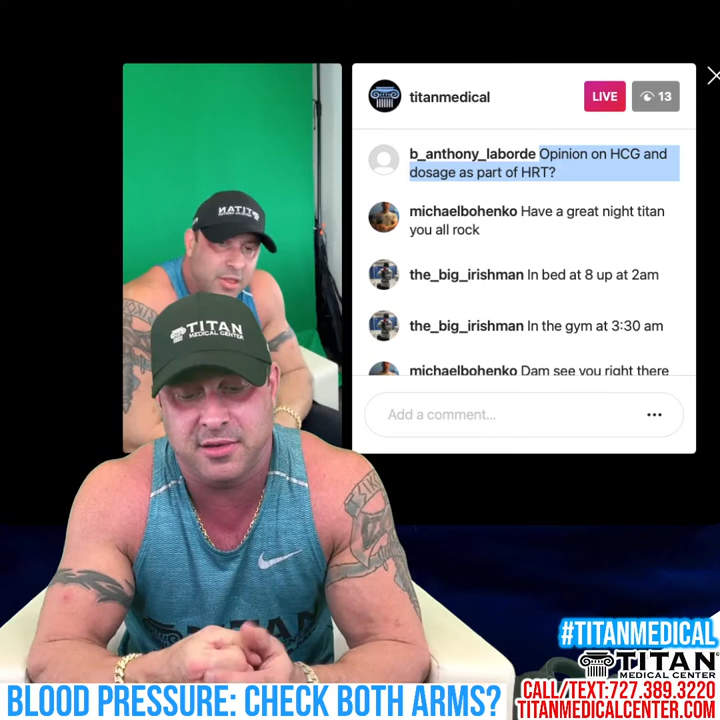 titanmedical
LIVE
13
b_anthony_laborde Opinion on HCG and
dosage as part of HRT?
michaelbohenko Have a great night titan
you all rock
the_big_irishman In bed at 8 up at 2am
the_big_irishman In the gym at 3:30 am
michaelbohenko Dam see you right there
Add a comment...
TITAN
TITAN
MEDICAL CENTER
TITAN
#TITANMEDICAL
TITAN
MEDICAL CENTER
BLOOD PRESSURE: CHECK BOTH ARMS?
CALL/TEXT:727.389.3220
TITANMEDICALCENTER.COM